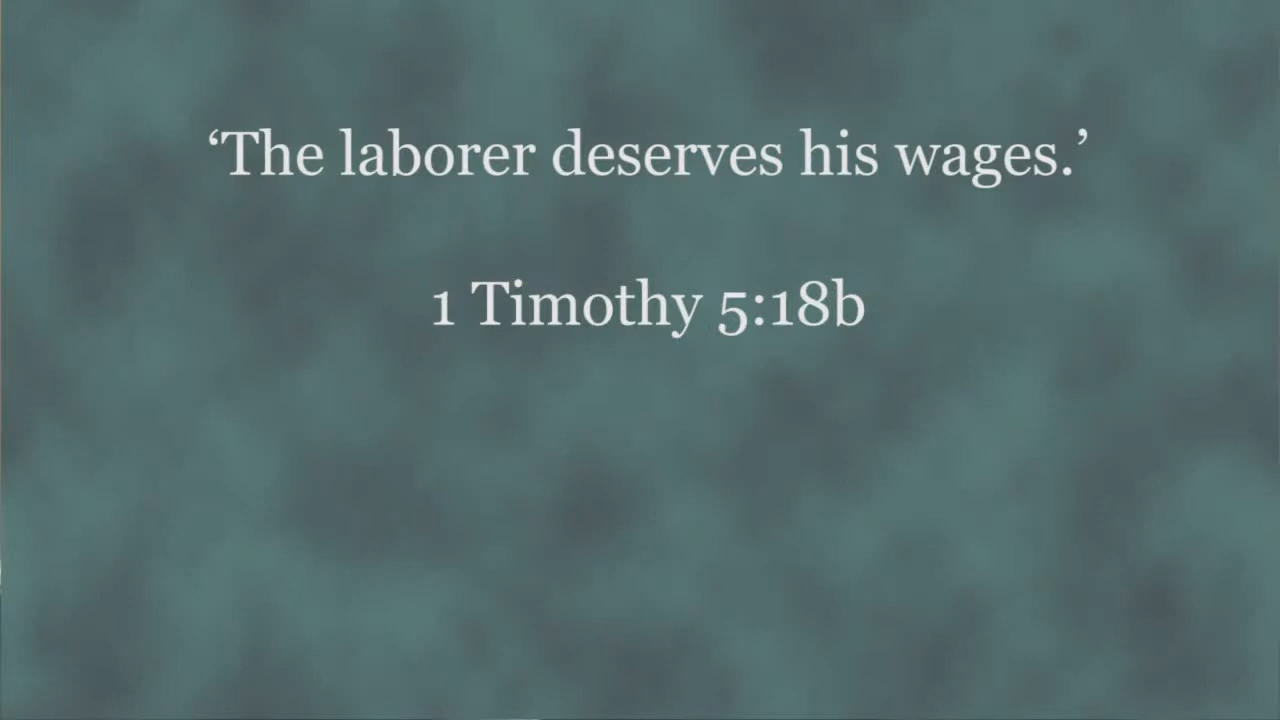 ‘The laborer deserves his wages.’
1 Timothy 5:18b